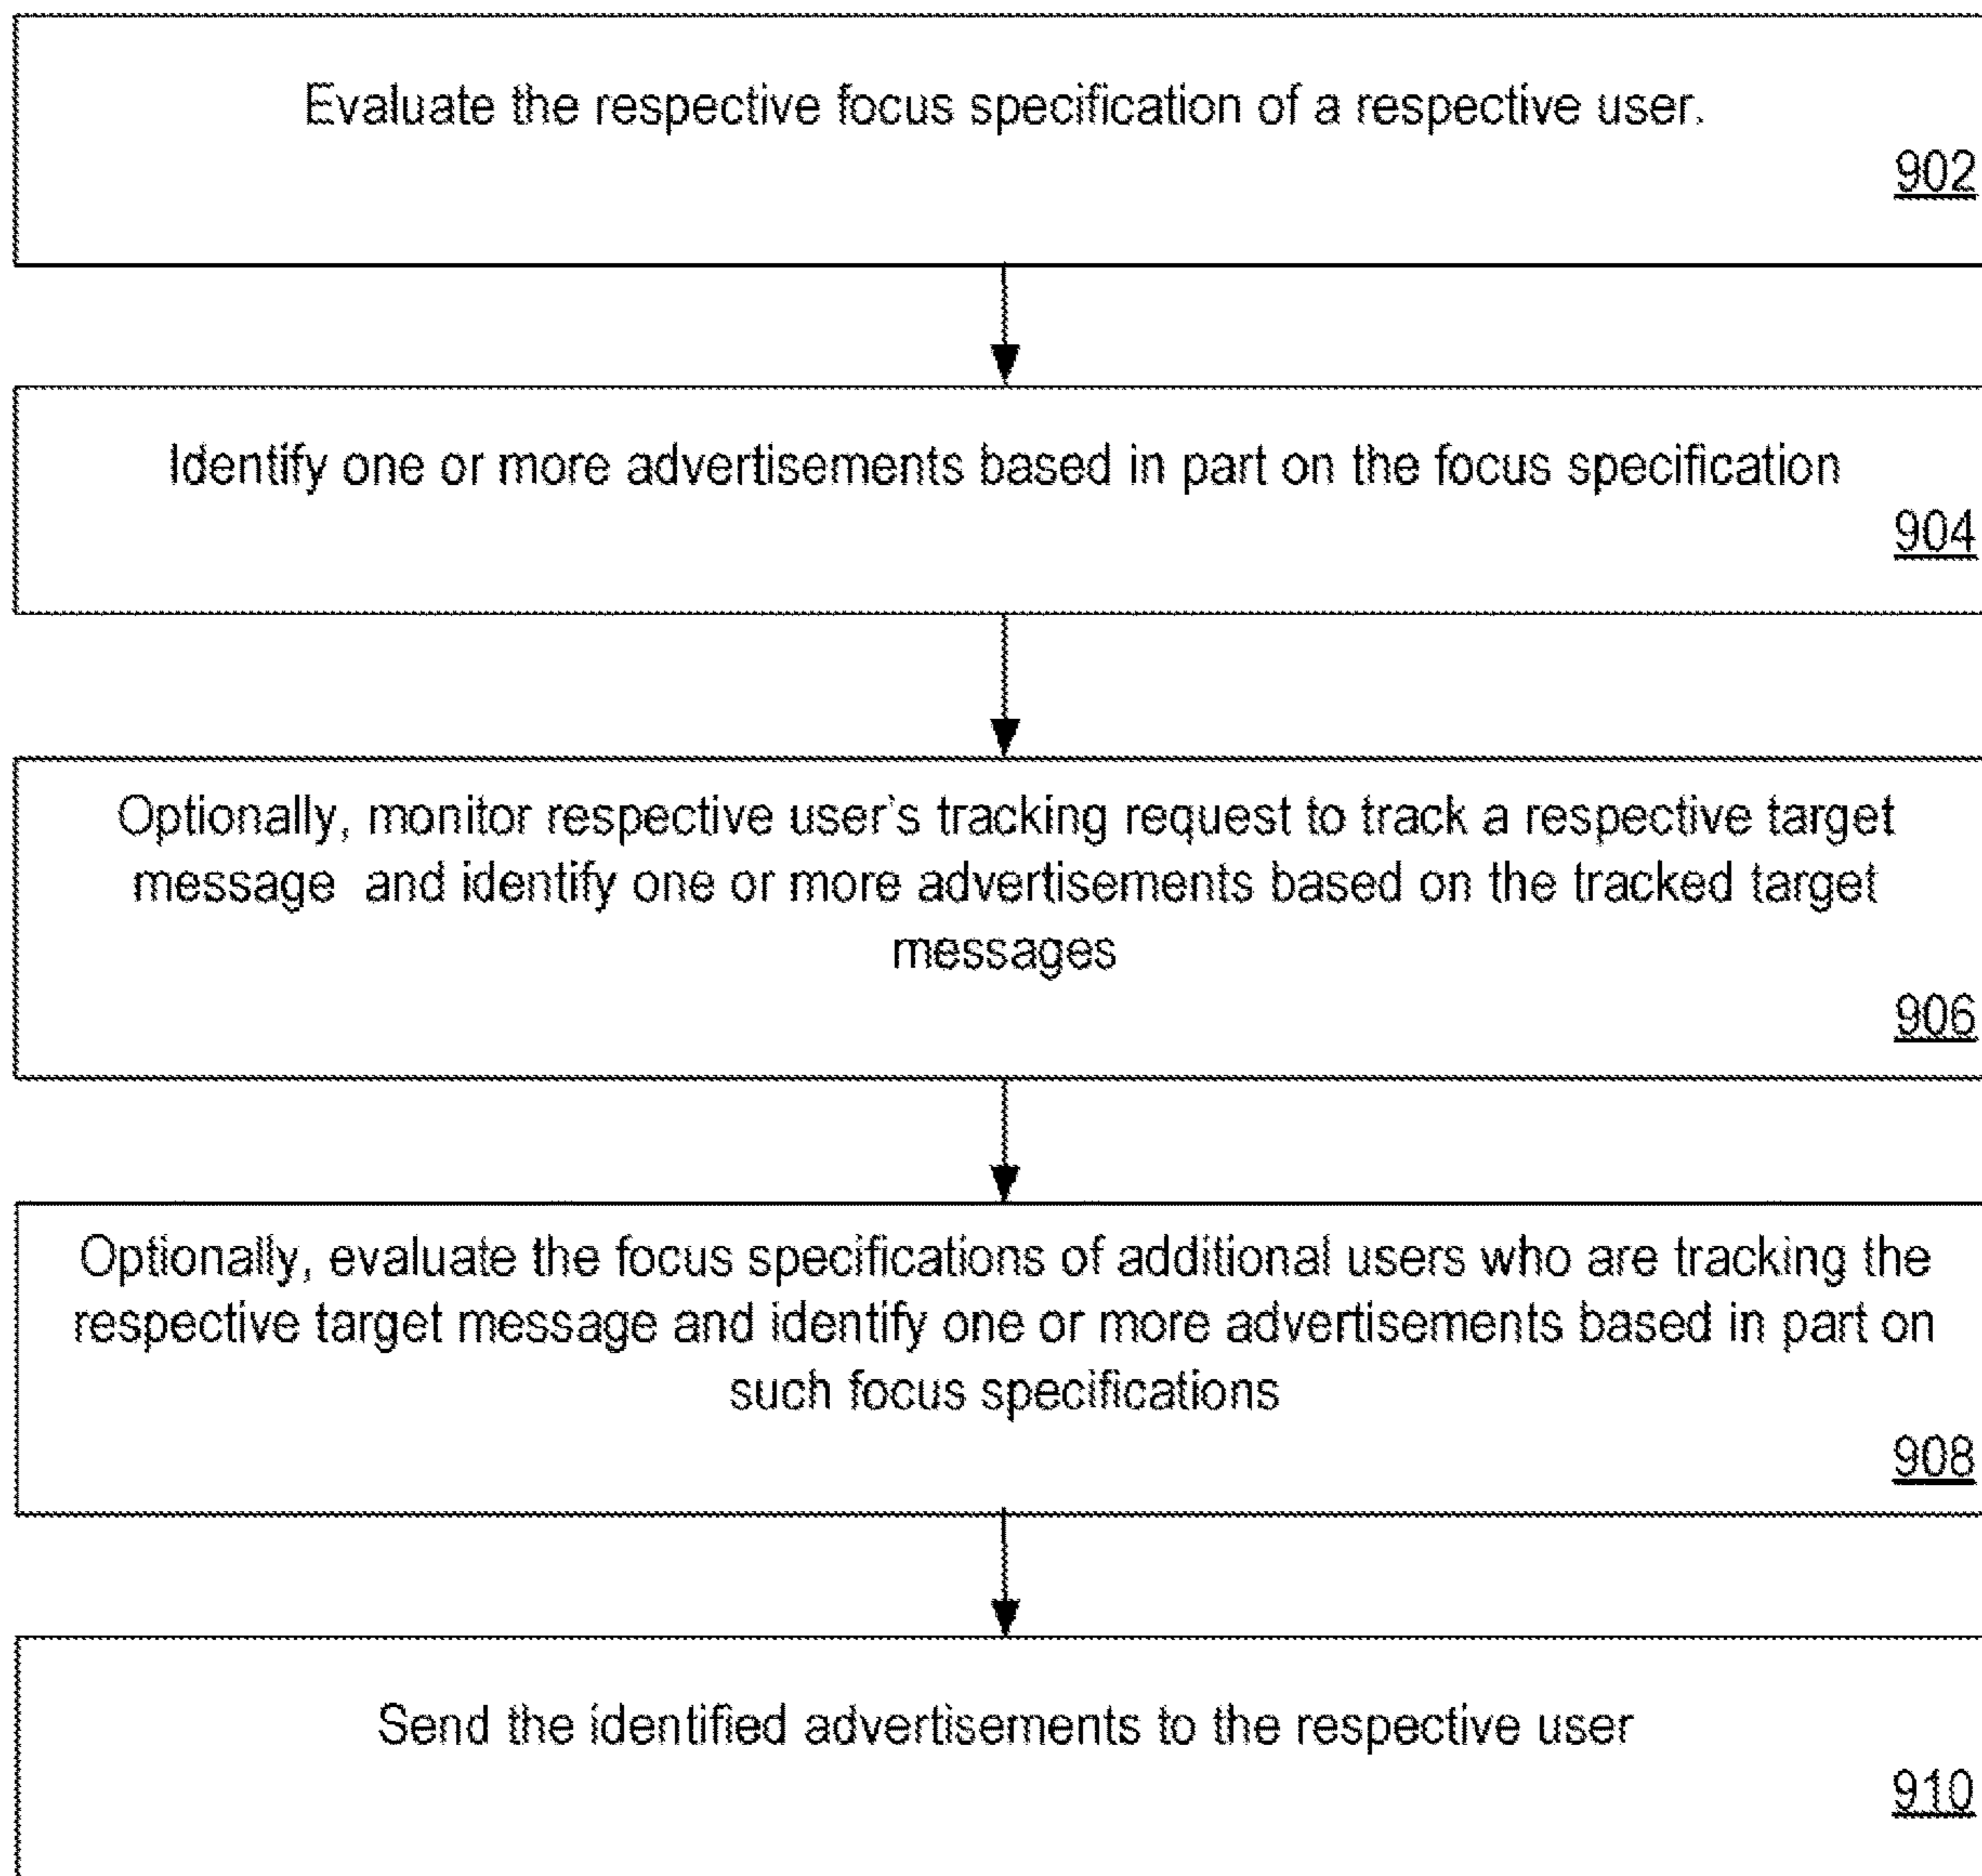 Evaluate the respective focus specification of a respective user.
902
Identify one or more advertisements based in part on the focus specification
904
Optionally, monitor respective user's tracking request to track a respective target
message and identify one or more advertisements based on the tracked target
messages
906
Optionally, evaluate the focus specifications of additional users who are tracking the
respective target message and identify one or more advertisements based in part on
such focus specifications
908
Send the identified advertisements to the respective user
910